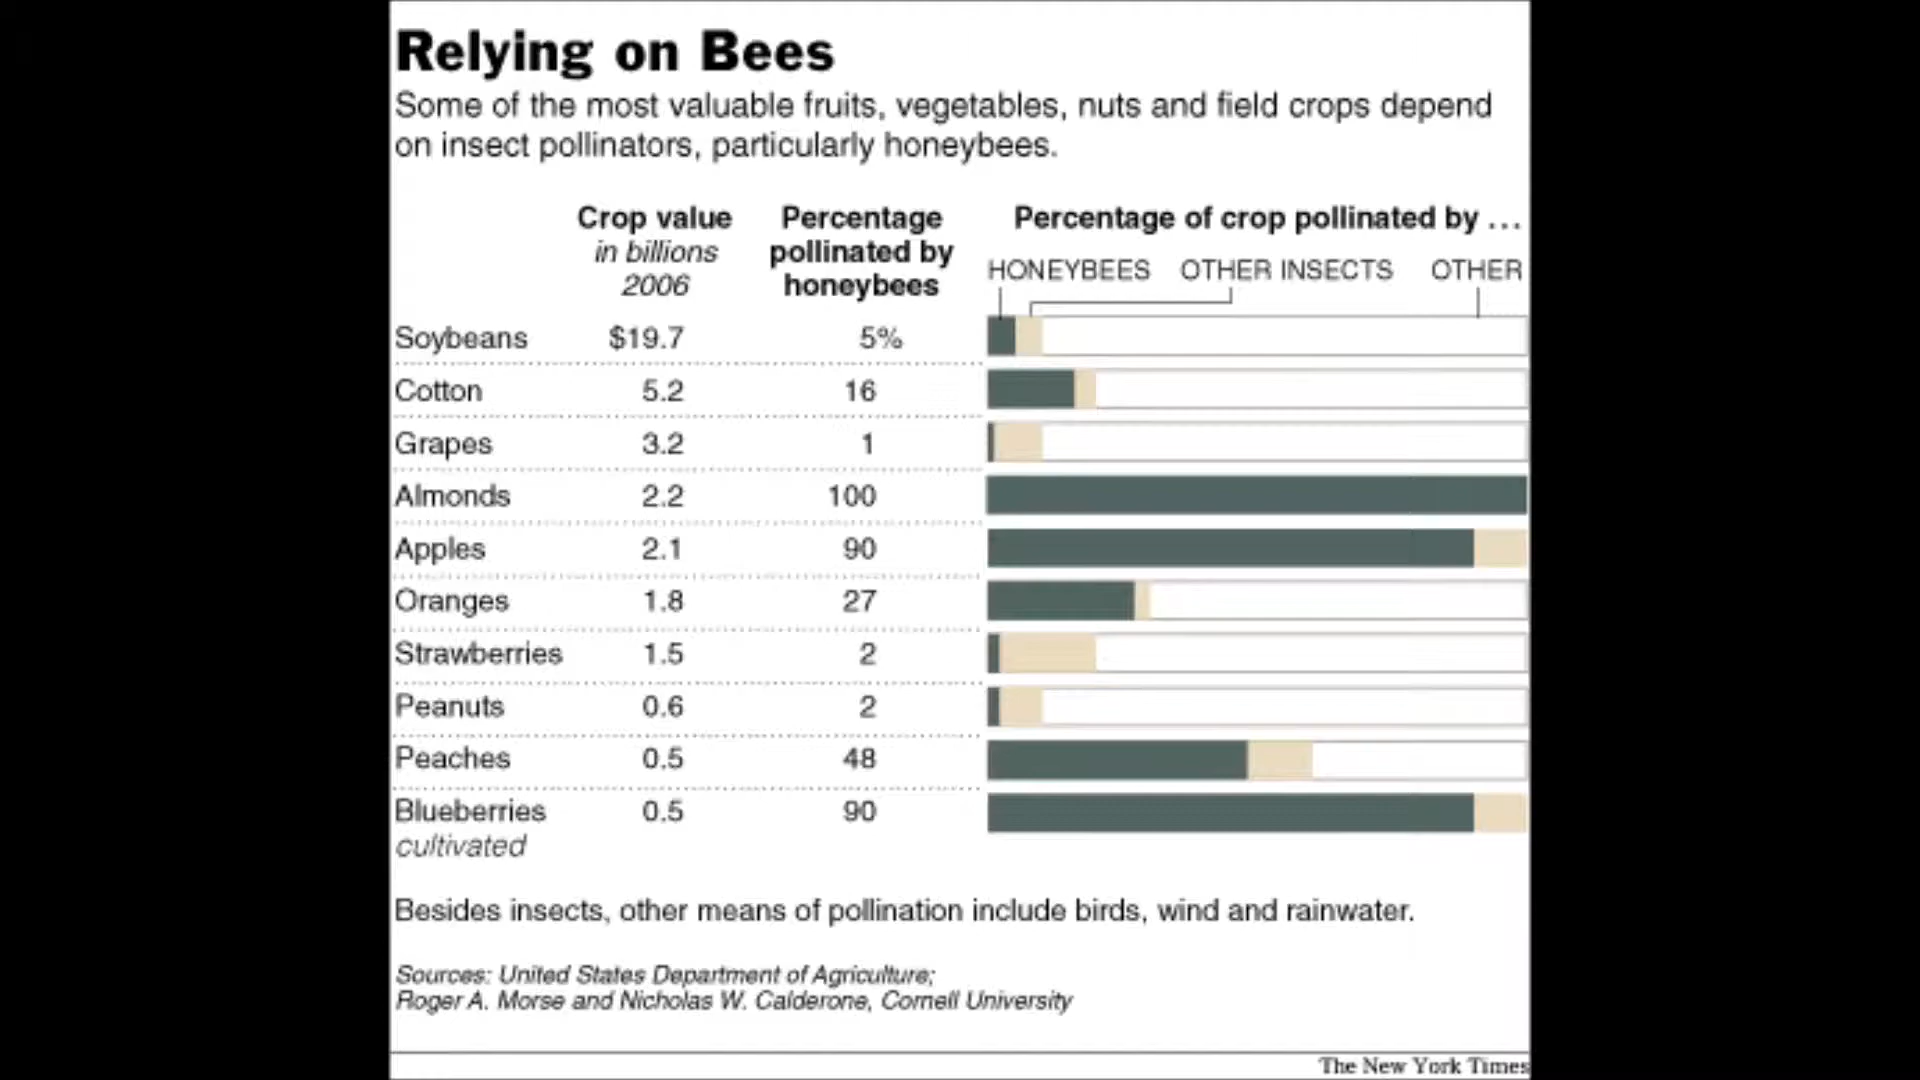 Relying on Bees
Some of the most valuable fruits, vegetables, nuts and field crops depend
on insect pollinators, particularly honeybees.
Crop value Percentage Percentage of crop pollinated by ...
in billions pollinated by HONEYBEES OTHER INSECTS OTHER
2006 honeybees
Soybeans $19.7 5%
Cotton 5.2 16
Grapes 3.2 1
Almonds 2.2 100
Apples 2.1 90
Oranges 1.8 27
Strawberries 1.5 2
Peanuts 0.6 2
Peaches 0.5 48
Blueberries 0.5 90
cultivated
Besides insects, other means of pollination include birds, wind and rainwater.
Sources: United States Department of Agriculture;
Roger A. Morse and Nicholas W. Calderone, Cornell University
The New York Times